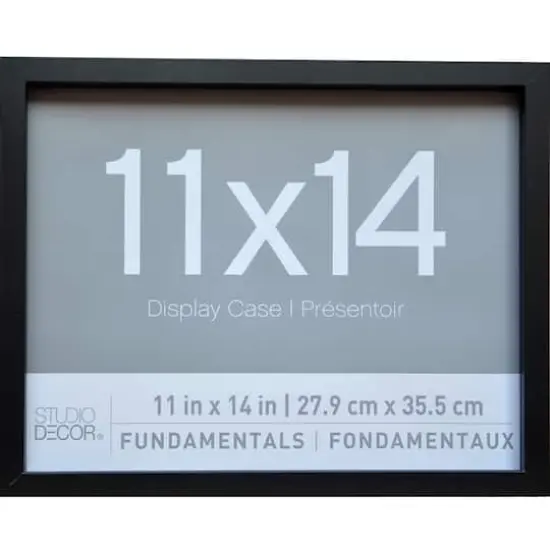 11x14
Display Case | Présentoir
STUDIO
DECOR®
11 in x 14 in | 27.9 cm x 35.5 cm
FUNDAMENTALS | FONDAMENTAUX